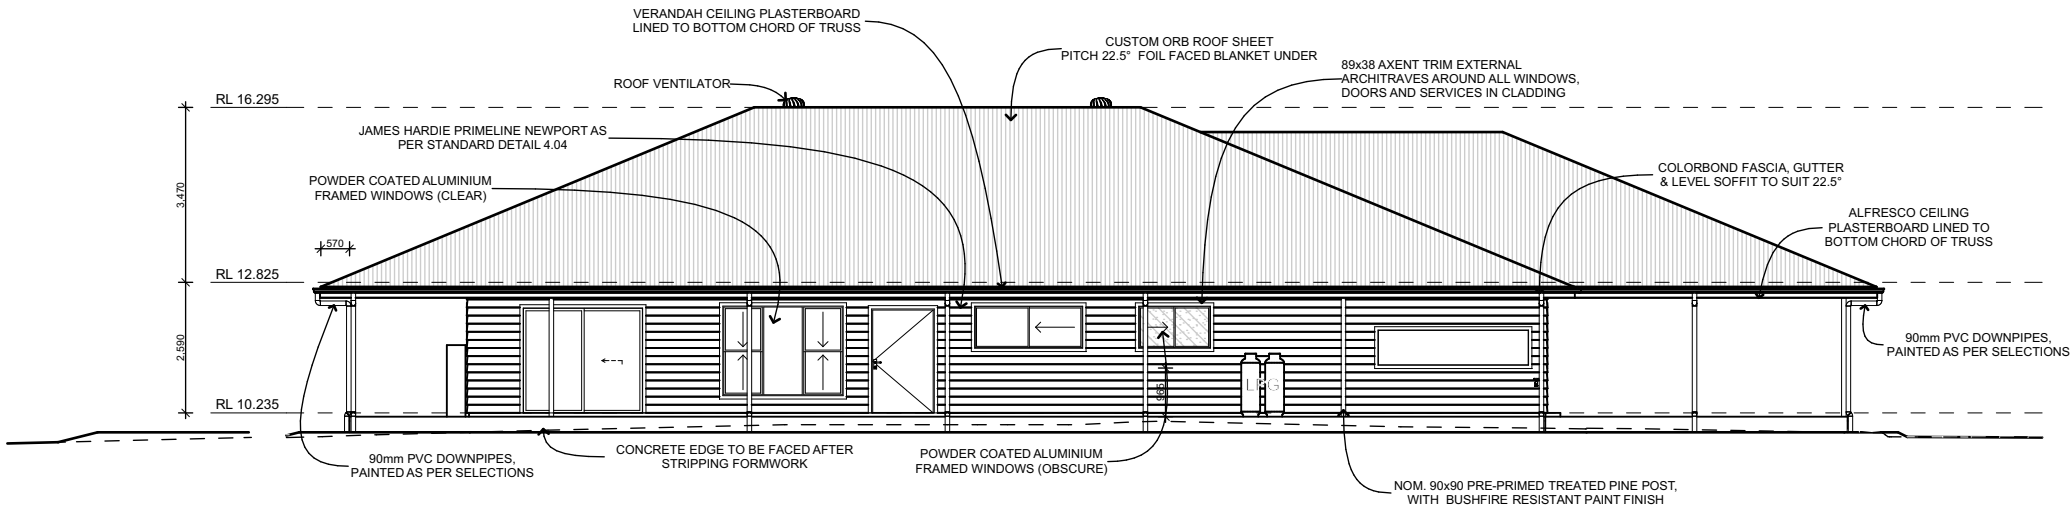 VERANDAH CEILING PLASTERBOARD
LINED TO BOTTOM CHORD OF TRUSS
CUSTOM ORB ROOF SHEET
PITCH 22.5° FOIL FACED BLANKET UNDER
89x38 AXENT TRIM EXTERNAL
ARCHITRAVES AROUND ALL WINDOWS,
DOORS AND SERVICES IN CLADDING
ROOF VENTILATOR
RL 16.295
JAMES HARDIE PRIMELINE NEWPORT AS
PER STANDARD DETAIL 4.04
POWDER COATED ALUMINIUM
FRAMED WINDOWS (CLEAR)
COLORBOND FASCIA, GUTTER
& LEVEL SOFFIT TO SUIT 22.5°
3,470
ALFRESCO CEILING
PLASTERBOARD LINED TO
BOTTOM CHORD OF TRUSS
570
RL 12.825
2,590
90mm PVC DOWNPIPES,
PAINTED AS PER SELECTIONS
LPG
965
RL 10.235
90mm PVC DOWNPIPES,
PAINTED AS PER SELECTIONS
CONCRETE EDGE TO BE FACED AFTER
STRIPPING FORMWORK
POWDER COATED ALUMINIUM
FRAMED WINDOWS (OBSCURE)
NOM. 90x90 PRE-PRIMED TREATED PINE POST,
WITH BUSHFIRE RESISTANT PAINT FINISH